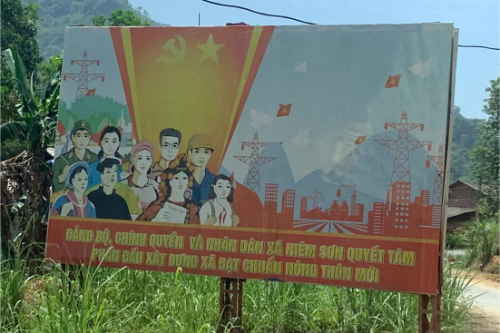 ĐẢNG BỘ, CHÍNH QUYỀN VÀ NHÂN DÂN XÃ NIÊM SƠN QUYẾT TÂM
PHẤN ĐẤU XÂY DỰNG XÃ ĐẠT CHUẨN NÔNG THÔN MỚI